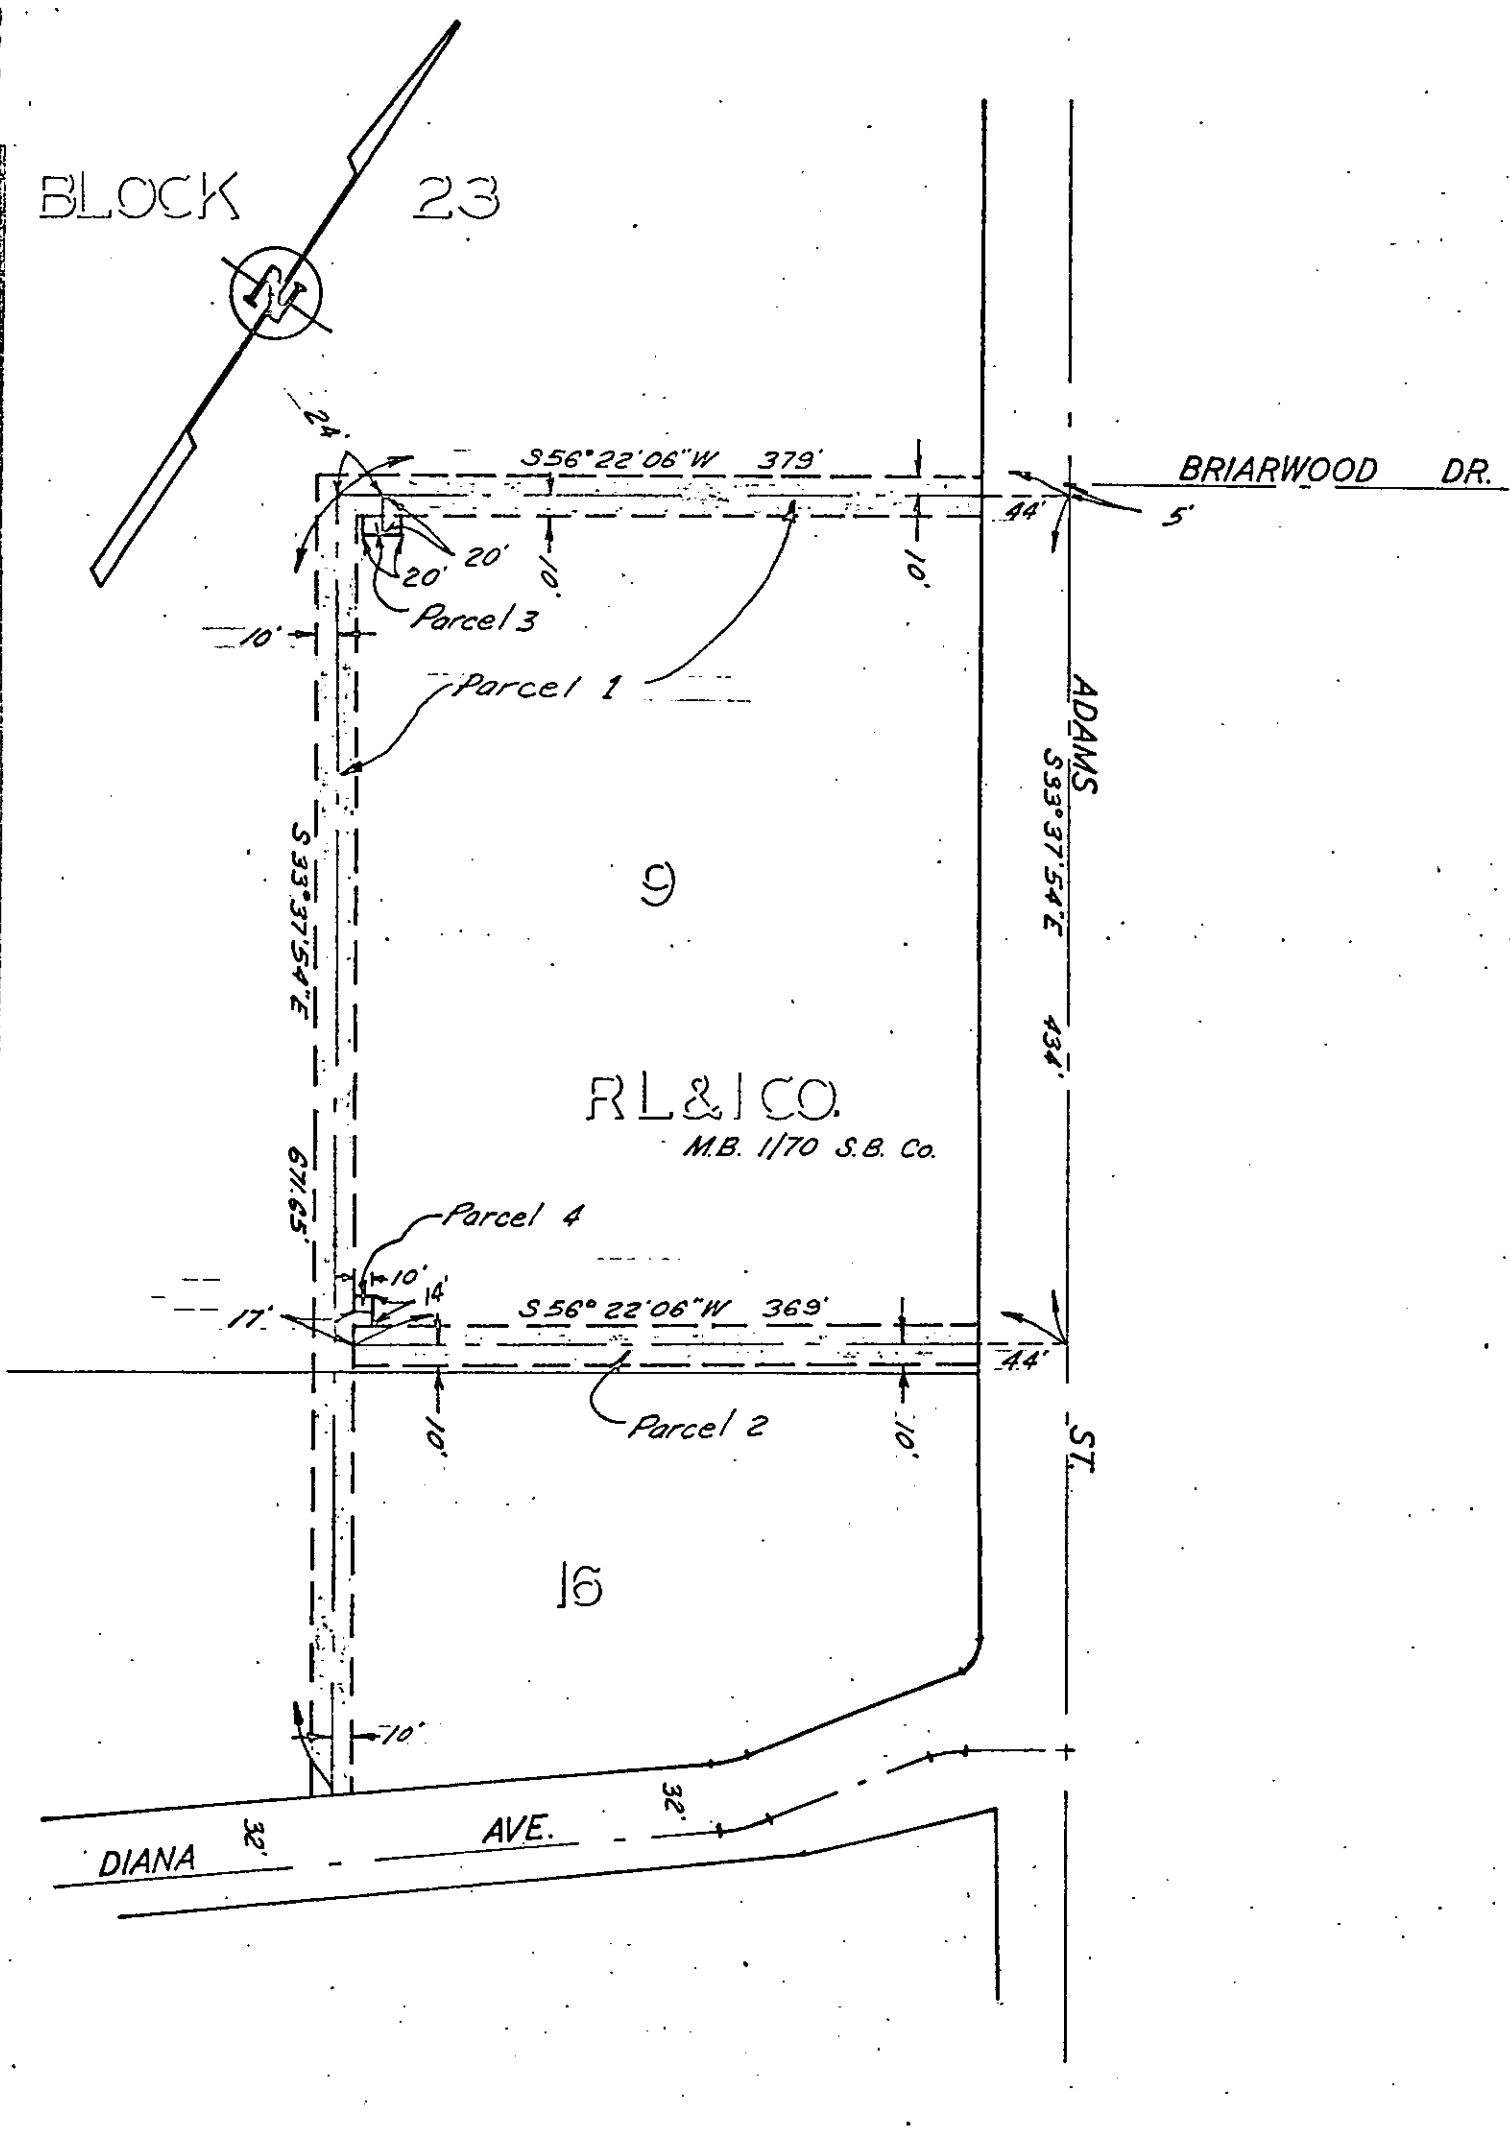 BLOCK 23
N
24'
S56°22'06"W 379'
BRIARWOOD DR.
44'
5'
20'
20'
10'
10'
Parcel 3
10'
Parcel 1
ADAMS
S33°37'54"E 434'
S33°37'54"E 671.65'
9
RL&I CO.
M.B. 1/70 S.B. Co.
Parcel 4
10'
14'
17'
S56°22'06"W 369'
44'
10'
Parcel 2
10'
ST.
16
10'
32'
32'
DIANA AVE.